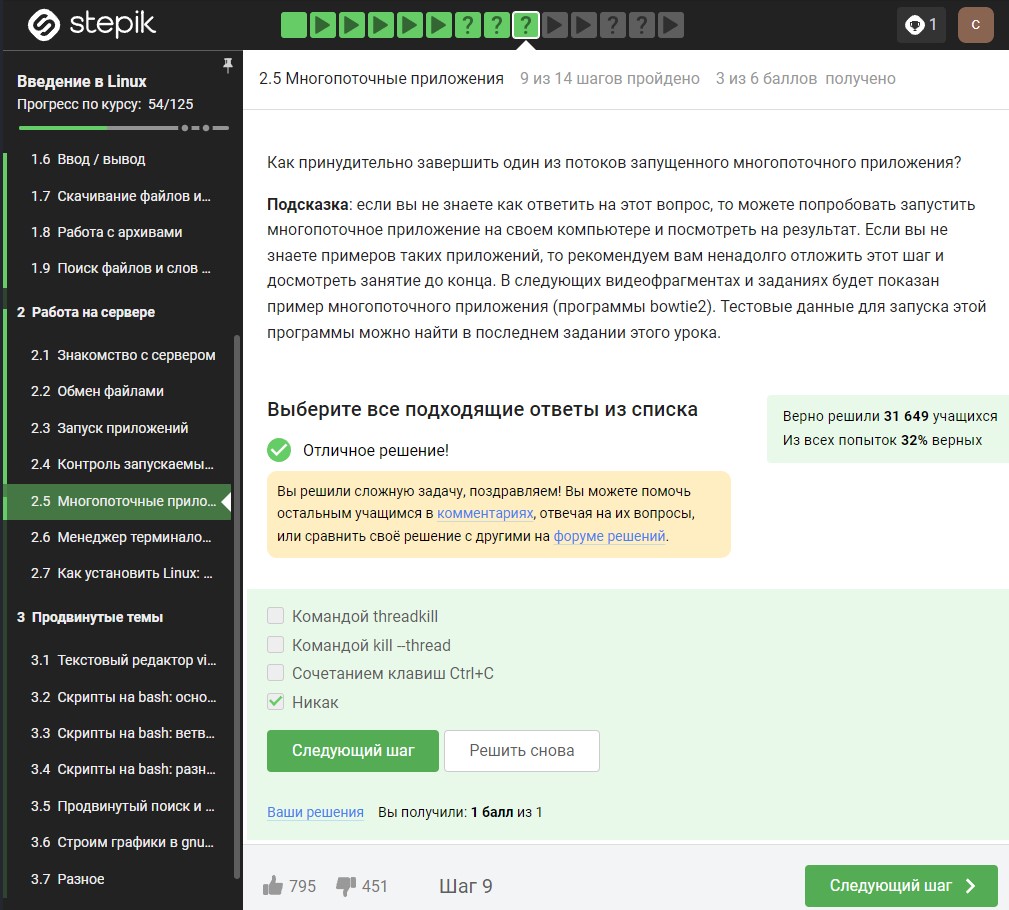 stepik
? ? ? ? ?
1
C
Введение в Linux
Прогресс по курсу: 54/125
1.6 Ввод / вывод
1.7 Скачивание файлов и...
1.8 Работа с архивами
1.9 Поиск файлов и слов ...
2 Работа на сервере
2.1 Знакомство с сервером
2.2 Обмен файлами
2.3 Запуск приложений
2.4 Контроль запускаемы...
2.5 Многопоточные прило...
2.6 Менеджер терминало...
2.7 Как установить Linux: ...
3 Продвинутые темы
3.1 Текстовый редактор vi...
3.2 Скрипты на bash: осно...
3.3 Скрипты на bash: ветв...
3.4 Скрипты на bash: разн...
3.5 Продвинутый поиск и ...
3.6 Строим графики в gnu...
3.7 Разное
2.5 Многопоточные приложения 9 из 14 шагов пройдено 3 из 6 баллов получено
Как принудительно завершить один из потоков запущенного многопоточного приложения?
Подсказка: если вы не знаете как ответить на этот вопрос, то можете попробовать запустить
многопоточное приложение на своем компьютере и посмотреть на результат. Если вы не
знаете примеров таких приложений, то рекомендуем вам ненадолго отложить этот шаг и
досмотреть занятие до конца. В следующих видеофрагментах и заданиях будет показан
пример многопоточного приложения (программы bowtie2). Тестовые данные для запуска этой
программы можно найти в последнем задании этого урока.
Выберите все подходящие ответы из списка
Верно решили 31 649 учащихся
Из всех попыток 32% верных
Отличное решение!
Вы решили сложную задачу, поздравляем! Вы можете помочь
остальным учащимся в комментариях, отвечая на их вопросы,
или сравнить своё решение с другими на форуме решений.
Командой threadkill
Командой kill --thread
Сочетанием клавиш Ctrl+C
Никак
Следующий шаг Решить снова
Ваши решения Вы получили: 1 балл из 1
795 451 Шаг 9 Следующий шаг